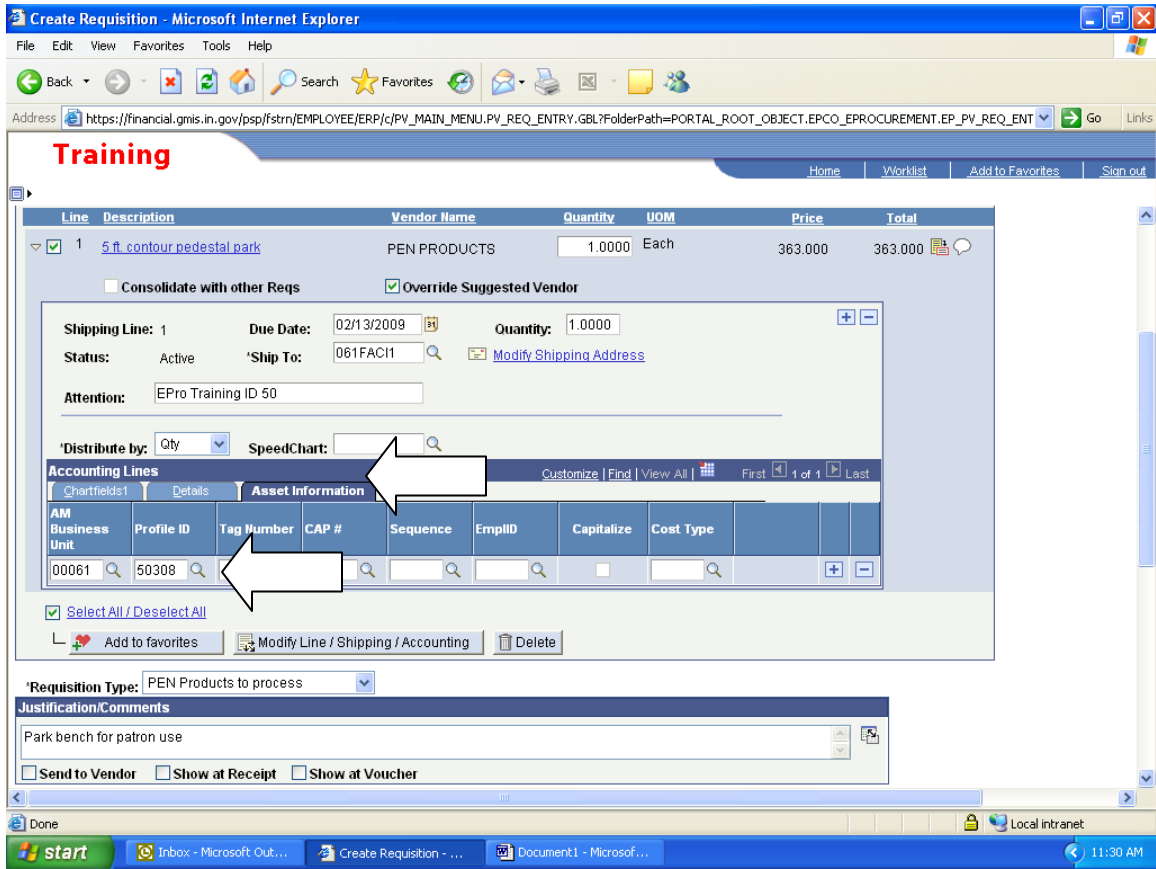 Create Requisition - Microsoft Internet Explorer
File Edit View Favorites Tools Help
Back Search Favorites
Address https://financial.gmis.in.gov/psp/fstrn/EMPLOYEE/ERP/c/PV_MAIN_MENU.PV_REQ_ENTRY.GBL?FolderPath=PORTAL_ROOT_OBJECT.EPCO_EPROCUREMENT.EP_PV_REQ_ENT Go Links
Training
Home Worklist Add to Favorites Sign out
Line Description Vendor Name Quantity UOM Price Total
1 5 ft. contour pedestal park PEN PRODUCTS 1.0000 Each 363.000 363.000
Consolidate with other Reqs Override Suggested Vendor
Shipping Line: 1 Due Date: 02/13/2009 Quantity: 1.0000
Status: Active *Ship To: 061FACI1 Modify Shipping Address
Attention: EPro Training ID 50
*Distribute by: Qty SpeedChart:
Accounting Lines Customize | Find | View All | First 1 of 1 Last
Chartfields1 Details Asset Information
AM Business Unit Profile ID Tag Number CAP # Sequence EmplID Capitalize Cost Type
00061 50308
Select All / Deselect All
Add to favorites Modify Line / Shipping / Accounting Delete
*Requisition Type: PEN Products to process
Justification/Comments
Park bench for patron use
Send to Vendor Show at Receipt Show at Voucher
Done Local intranet
start Inbox - Microsoft Out... Create Requisition - ... Document1 - Microsof... 11:30 AM